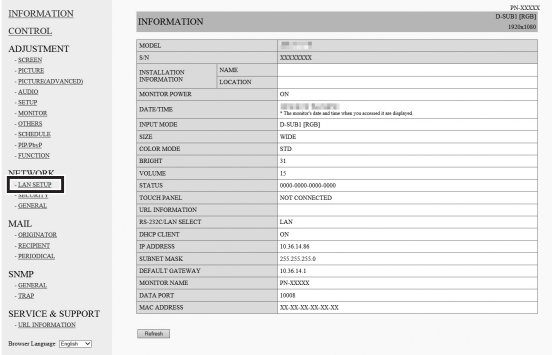 INFORMATION
CONTROL
ADJUSTMENT
- SCREEN
- PICTURE
- PICTURE(ADVANCED)
- AUDIO
- SETUP
- MONITOR
- OTHERS
- SCHEDULE
- PIP/PbyP
- FUNCTION
NETWORK
- LAN SETUP
- SECURITY
- GENERAL
MAIL
- ORIGINATOR
- RECIPIENT
- PERIODICAL
SNMP
- GENERAL
- TRAP
SERVICE & SUPPORT
- URL INFORMATION
Browser Language English
PN-XXXXX
INFORMATION
D-SUB1 [RGB]
1920x1080
MODEL
S/N XXXXXXXX
INSTALLATION INFORMATION NAME
LOCATION
MONITOR POWER ON
DATE/TIME
* The monitor's date and time when you accessed it are displayed.
INPUT MODE D-SUB1 [RGB]
SIZE WIDE
COLOR MODE STD
BRIGHT 31
VOLUME 15
STATUS 0000-0000-0000-0000
TOUCH PANEL NOT CONNECTED
URL INFORMATION
RS-232C/LAN SELECT LAN
DHCP CLIENT ON
IP ADDRESS 10.36.14.86
SUBNET MASK 255.255.255.0
DEFAULT GATEWAY 10.36.14.1
MONITOR NAME PN-XXXXX
DATA PORT 10008
MAC ADDRESS XX-XX-XX-XX-XX-XX
Refresh